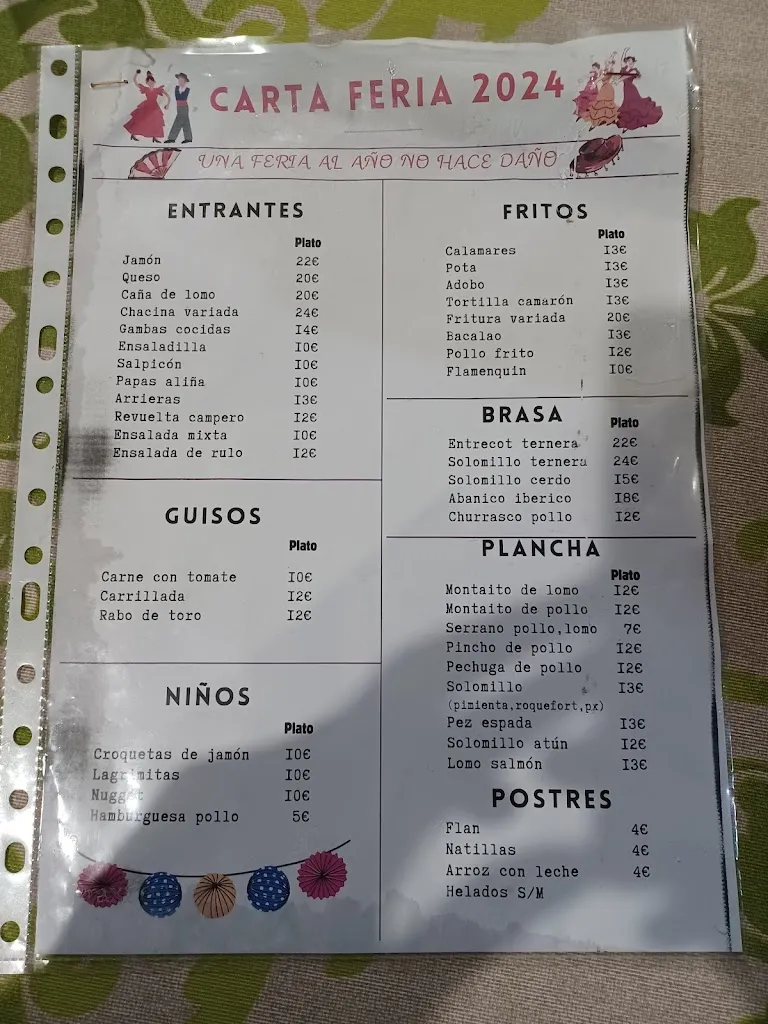 CARTA FERIA 2024
UNA FERIA AL AÑO NO HACE DAÑO
ENTRANTES
Plato
Jamón 22€
Queso 20€
Caña de lomo 20€
Chacina variada 24€
Gambas cocidas 14€
Ensaladilla 10€
Salpicón 10€
Papas aliña 10€
Arrieras 13€
Revuelta campero 12€
Ensalada mixta 10€
Ensalada de rulo 12€
GUISOS
Plato
Carne con tomate 10€
Carrillada 12€
Rabo de toro 12€
NIÑOS
Plato
Croquetas de jamón 10€
Lagrimitas 10€
Nugget 10€
Hamburguesa pollo 5€
FRITOS
Plato
Calamares 13€
Pota 13€
Adobo 13€
Tortilla camarón 13€
Fritura variada 20€
Bacalao 13€
Pollo frito 12€
Flamenquin 10€
BRASA
Plato
Entrecot ternera 22€
Solomillo ternera 24€
Solomillo cerdo 15€
Abanico iberico 18€
Churrasco pollo 12€
PLANCHA
Plato
Montaito de lomo 12€
Montaito de pollo 12€
Serrano pollo,lomo 7€
Pincho de pollo 12€
Pechuga de pollo 12€
Solomillo 13€
(pimienta,roquefort,px)
Pez espada 13€
Solomillo atún 12€
Lomo salmón 13€
POSTRES
Flan 4€
Natillas 4€
Arroz con leche 4€
Helados S/M